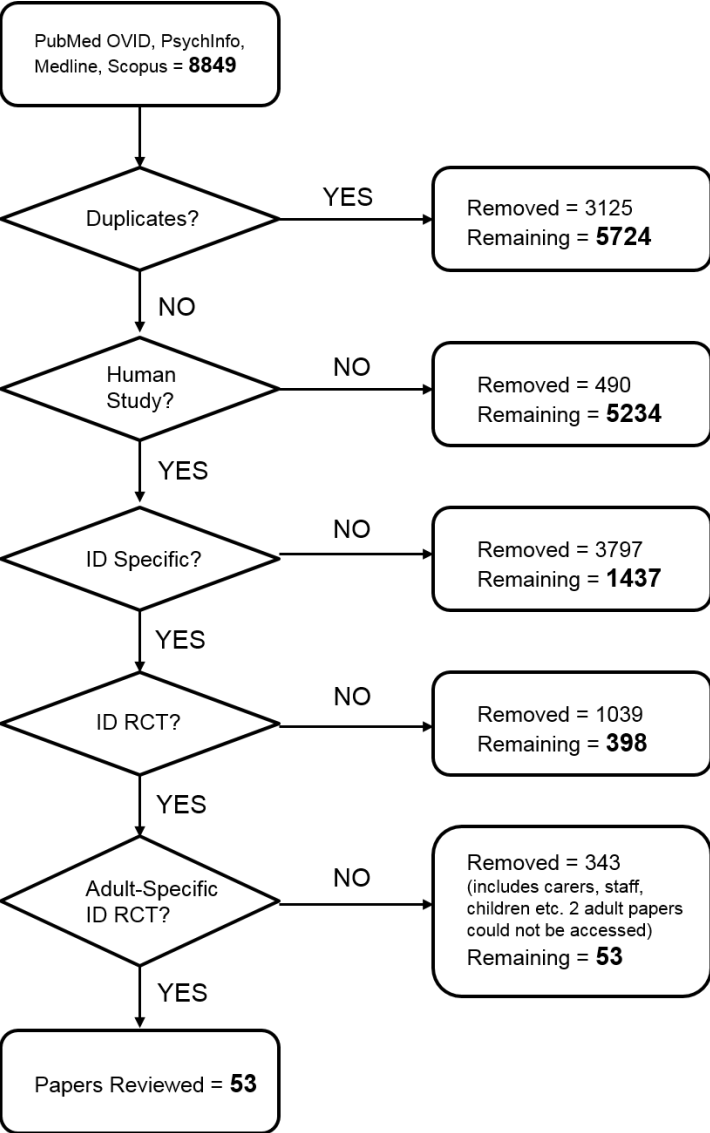 PubMed OVID, PsychInfo,
Medline, Scopus = 8849
Duplicates?
YES
Removed = 3125
Remaining = 5724
NO
Human
Study?
NO
Removed = 490
Remaining = 5234
YES
ID Specific?
NO
Removed = 3797
Remaining = 1437
YES
ID RCT?
NO
Removed = 1039
Remaining = 398
YES
Adult-Specific
ID RCT?
NO
Removed = 343
(includes carers, staff,
children etc. 2 adult papers
could not be accessed)
Remaining = 53
YES
Papers Reviewed = 53